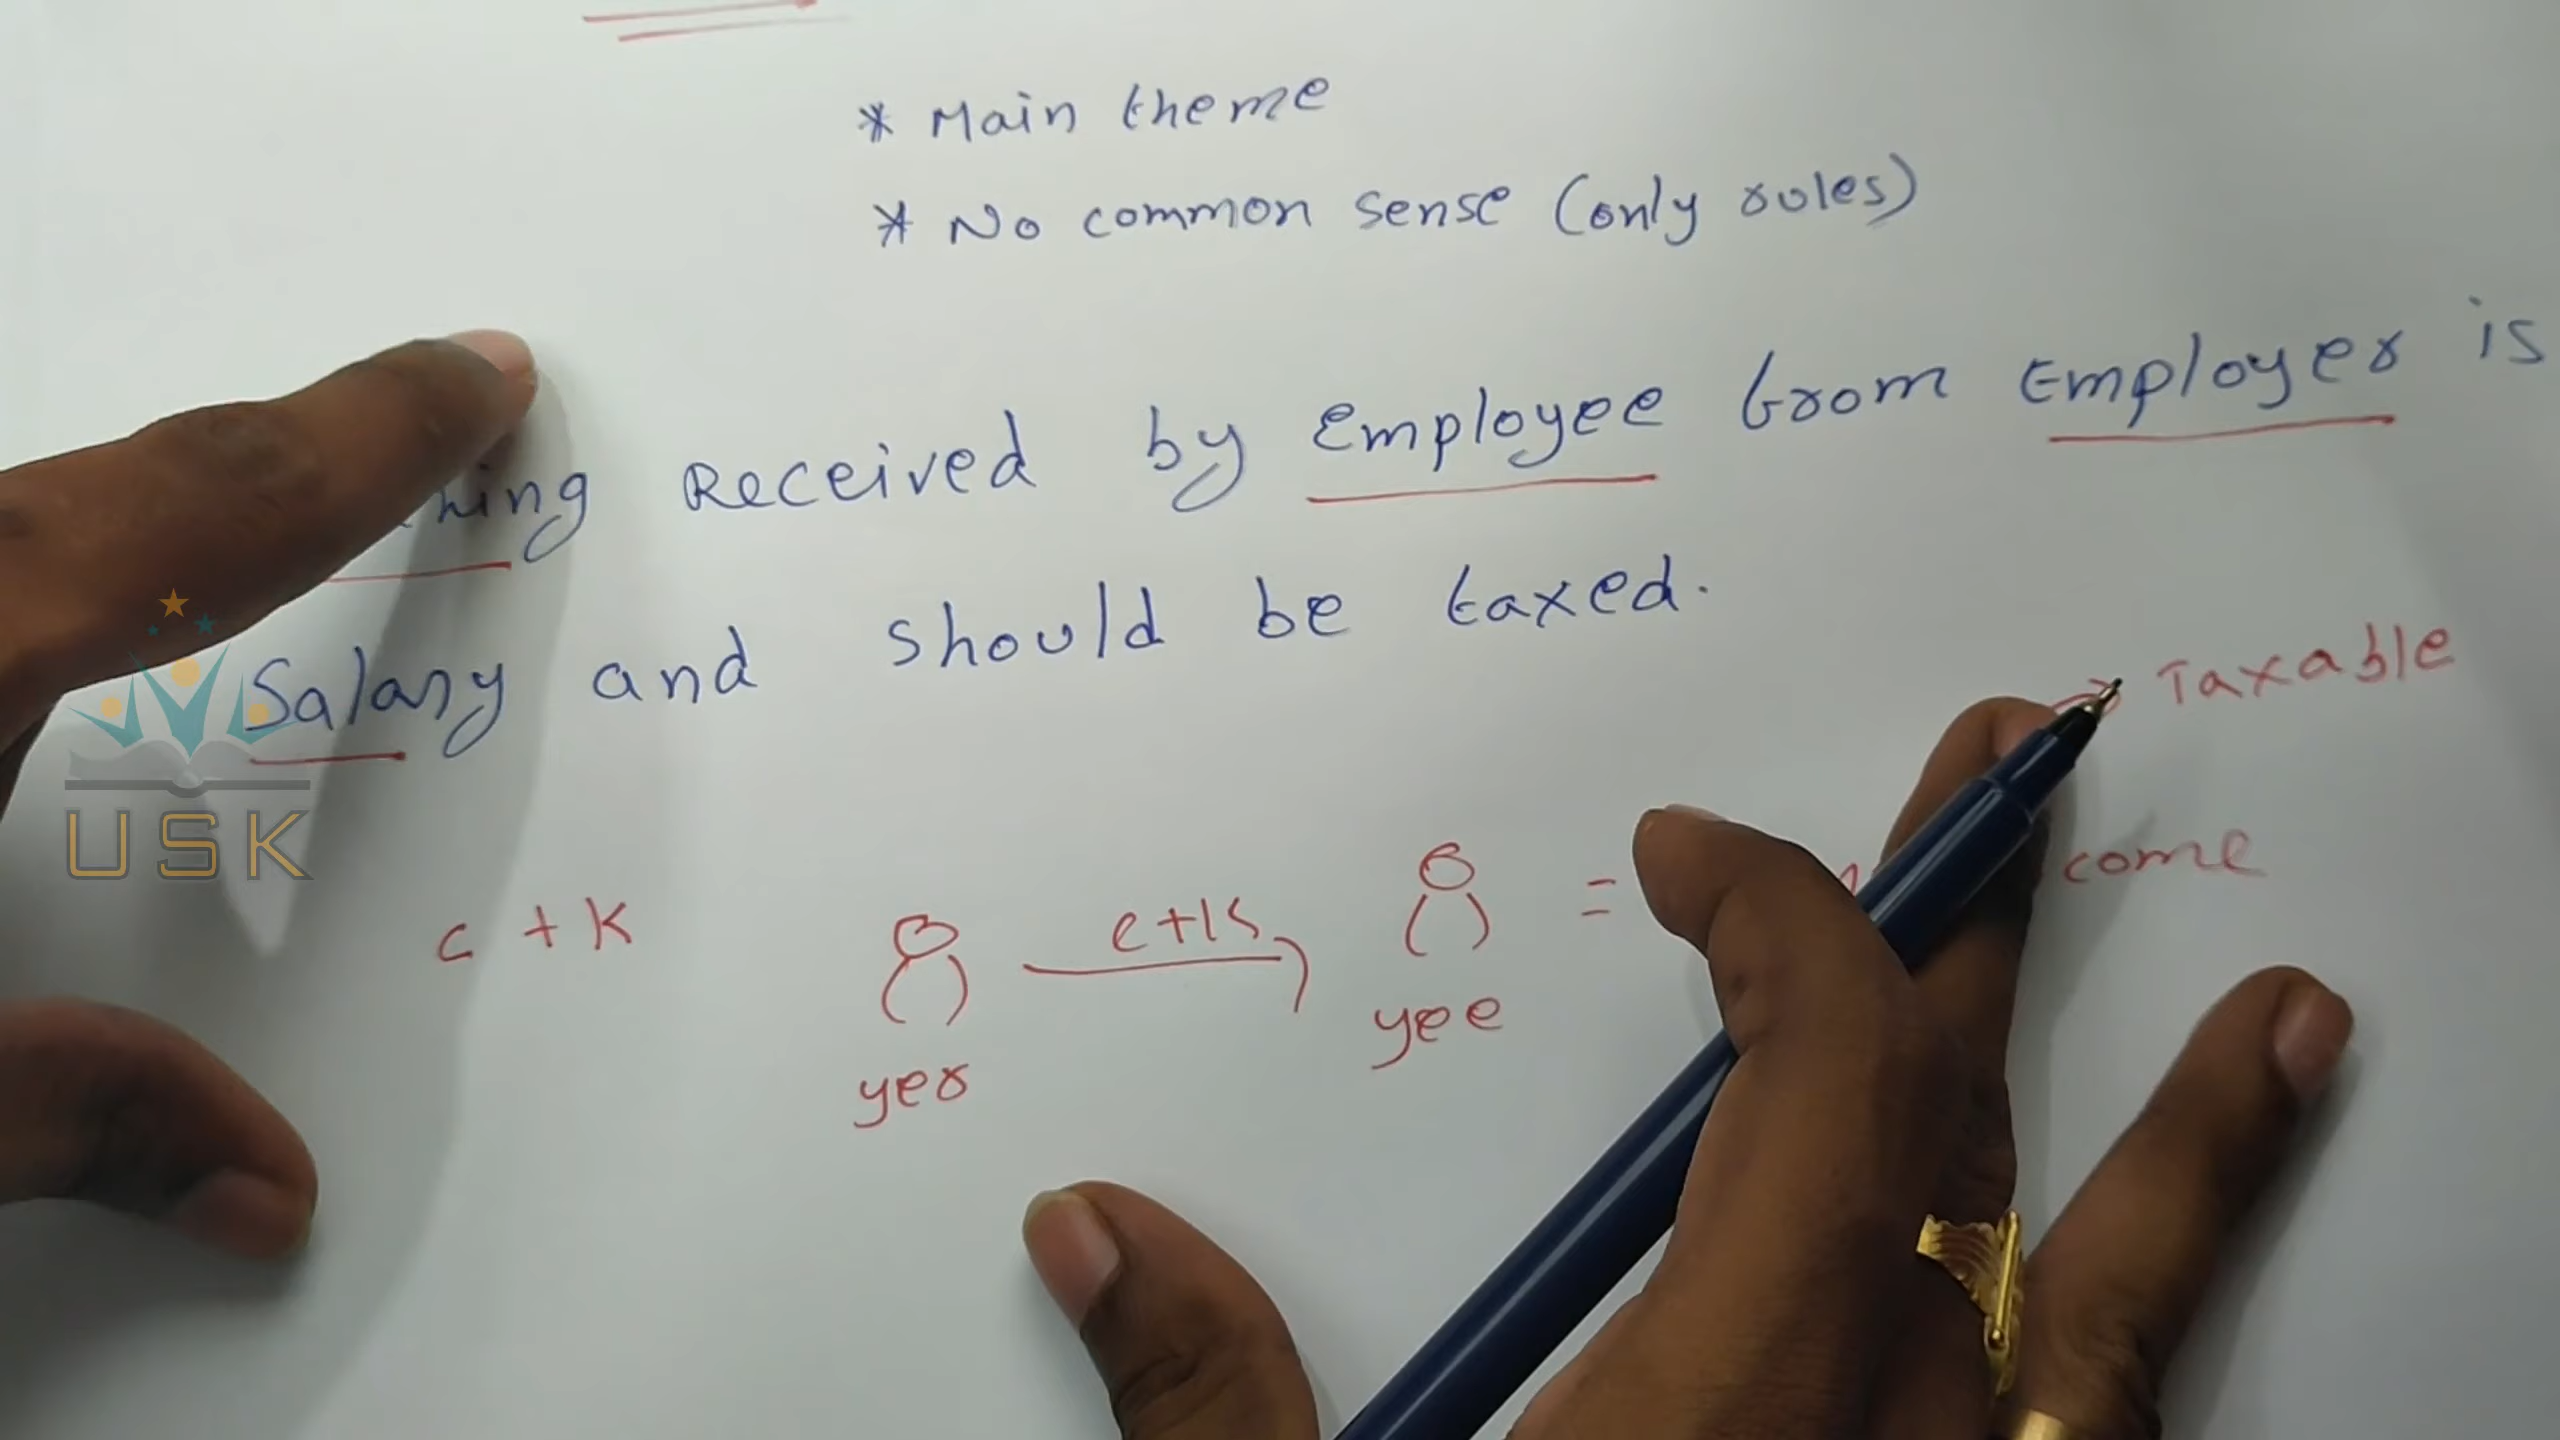 * Main theme
* No common sense (only rules)
Received by Employee from Employer is
Salary and should be taxed.
Taxable
USK
c + K
c+K
=
come
yee
yer